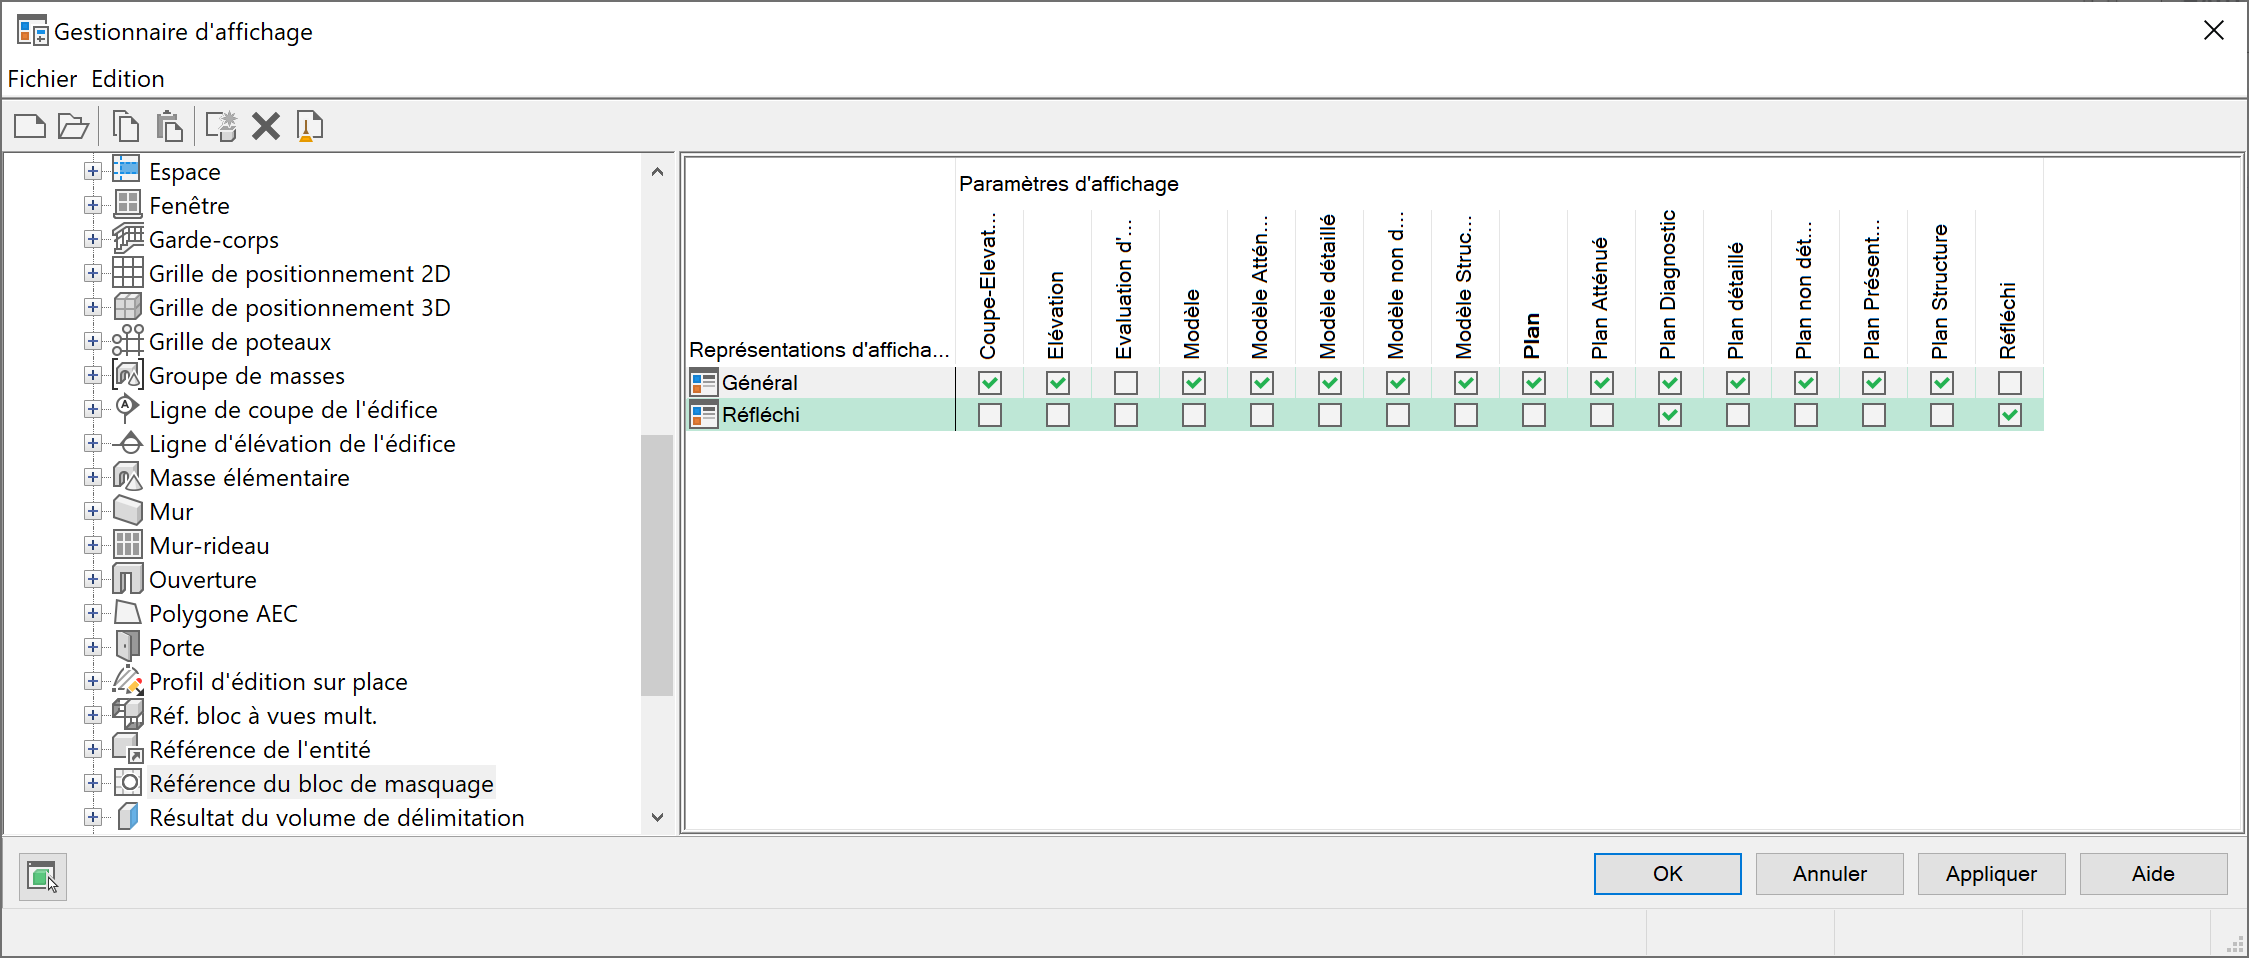 Gestionnaire d'affichage
Fichier Edition
Espace
Fenêtre
Garde-corps
Grille de positionnement 2D
Grille de positionnement 3D
Grille de poteaux
Groupe de masses
Ligne de coupe de l'édifice
Ligne d'élévation de l'édifice
Masse élémentaire
Mur
Mur-rideau
Ouverture
Polygone AEC
Porte
Profil d'édition sur place
Réf. bloc à vues mult.
Référence de l'entité
Référence du bloc de masquage
Résultat du volume de délimitation
Paramètres d'affichage
Représentations d'afficha...
Coupe-Elevat...
Elévation
Evaluation d'...
Modèle
Modèle Attén...
Modèle détaillé
Modèle non d...
Modèle Struc...
Plan
Plan Atténué
Plan Diagnostic
Plan détaillé
Plan non dét...
Plan Présent...
Plan Structure
Réfléchi
Général
Réfléchi
OK
Annuler
Appliquer
Aide